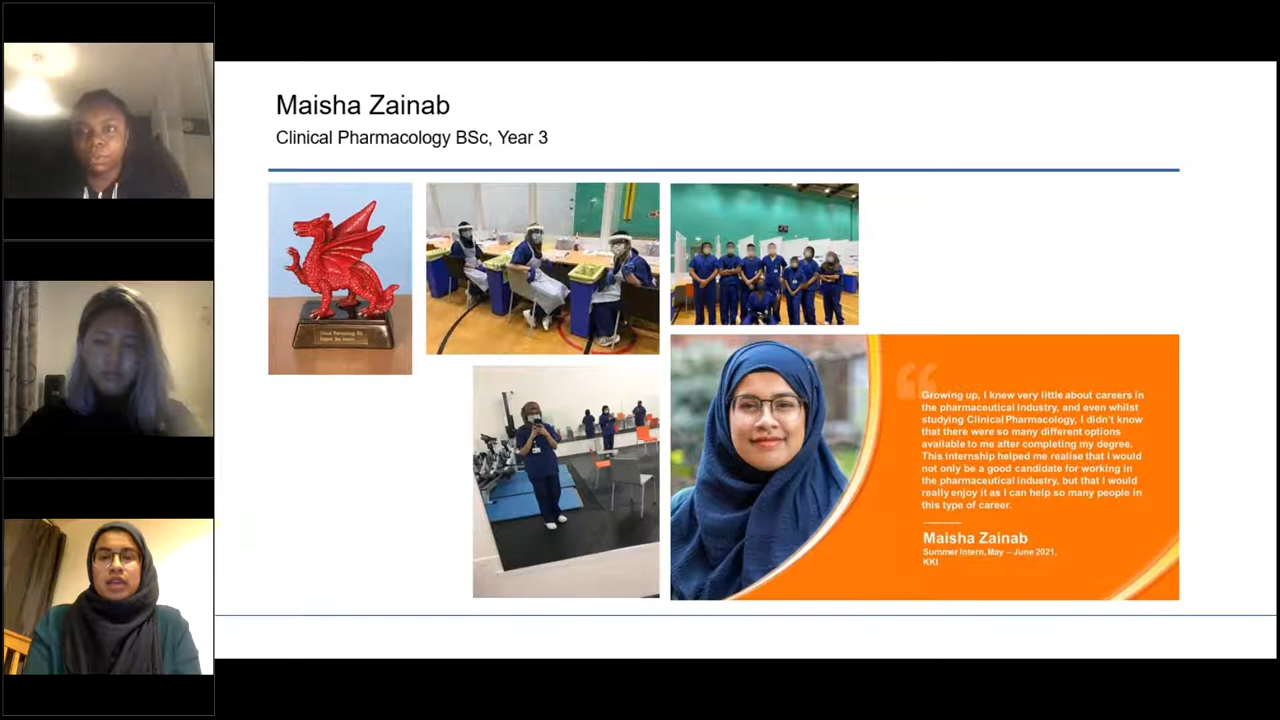 Maisha Zainab
Clinical Pharmacology BSc, Year 3
Growing up, I knew very little about careers in
the pharmaceutical industry, and even whilst
studying Clinical Pharmacology, I didn't know
that there were so many different options
available to me after completing my degree.
This internship helped me realise that I would
not only be a good candidate for working in
the pharmaceutical industry, but that I would
really enjoy it as I can help so many people in
this type of career.
Maisha Zainab
Summer Intern, May – June 2021,
KKI